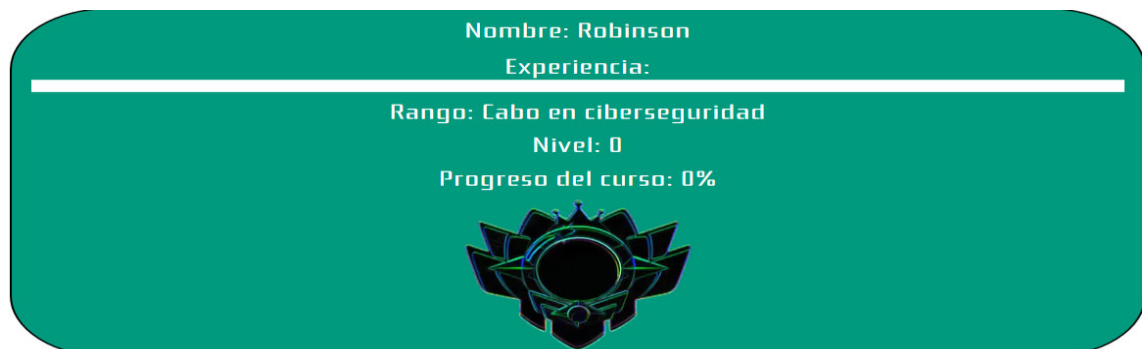 Nombre: Robinson
Experiencia:
Rango: Cabo en ciberseguridad
Nivel: 0
Progreso del curso: 0%